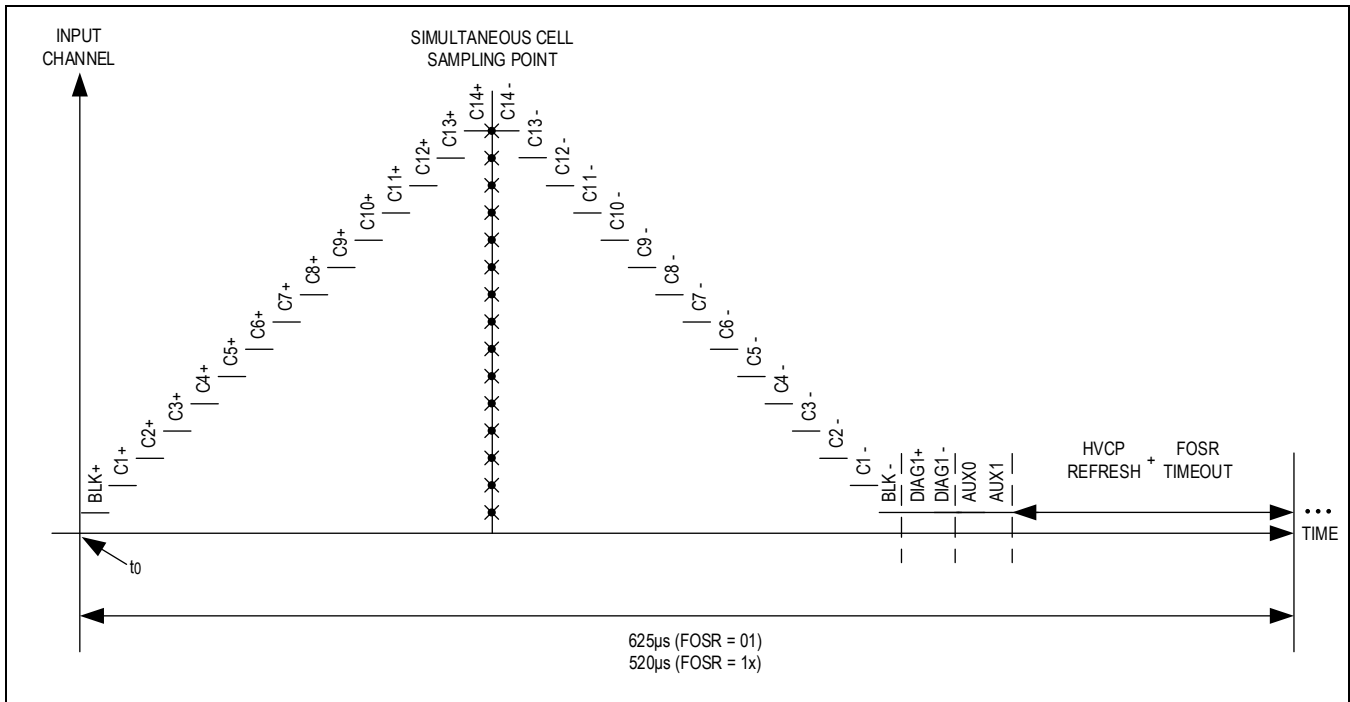 INPUT
CHANNEL
SIMULTANEOUS CELL
SAMPLING POINT
BLK+
C1+
C2+
C3+
C4+
C5+
C6+
C7+
C8+
C9+
C10+
C11+
C12+
C13+
C14+
C14-
C13-
C12-
C11-
C10-
C9-
C8-
C7-
C6-
C5-
C4-
C3-
C2-
C1-
BLK-
DIAG1+
DIAG1-
AUX0
AUX1
HVCP
REFRESH
+
FOSR
TIMEOUT
...
TIME
t0
625µs (FOSR = 01)
520µs (FOSR = 1x)